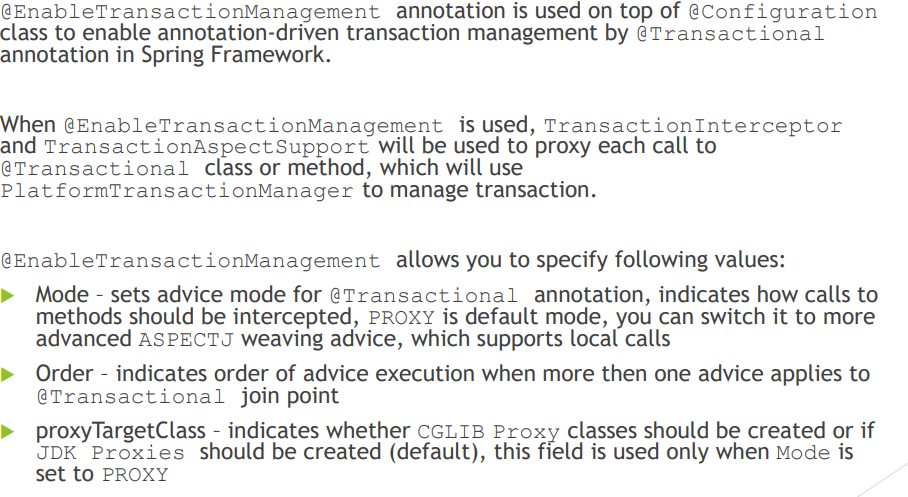 @EnableTransactionManagement annotation is used on top of @Configuration
class to enable annotation-driven transaction management by @Transactional
annotation in Spring Framework.
When @EnableTransactionManagement is used, TransactionInterceptor
and TransactionAspectSupport will be used to proxy each call to
@Transactional class or method, which will use
PlatformTransactionManager to manage transaction.
@EnableTransactionManagement allows you to specify following values:
Mode – sets advice mode for @Transactional annotation, indicates how calls to
methods should be intercepted, PROXY is default mode, you can switch it to more
advanced ASPECTJ weaving advice, which supports local calls
Order – indicates order of advice execution when more then one advice applies to
@Transactional join point
proxyTargetClass – indicates whether CGLIB Proxy classes should be created or if
JDK Proxies should be created (default), this field is used only when Mode is
set to PROXY